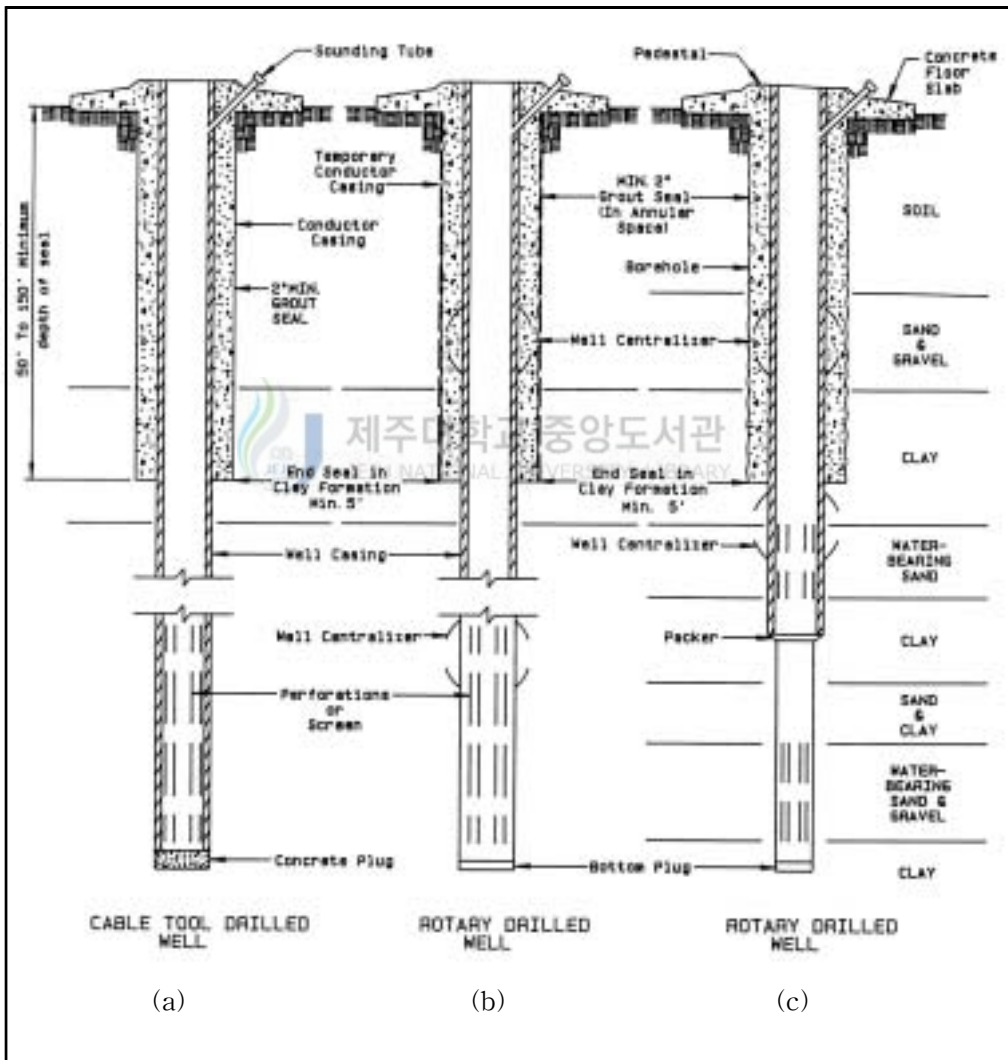 Sounding Tube
Pedestal
Concrete
Floor
Slab
Temporary
Conductor
Casing
MIN. 2"
Grout Seal
(In Annular
Space)
SOIL
Conductor
Casing
Borehole
50' To 150' minimum
depth of seal
2"MIN.
GROUT
SEAL
Well Centralizer
SAND
&
GRAVEL
제주대학교 중앙도서관
JEJU NATIONAL UNIVERSITY LIBRARY
CLAY
End Seal in
Clay Formation
Min. 5'
End Seal in
Clay Formation
Min. 5'
Well Casing
Well Centralizer
WATER-
BEARING
SAND
Well Centralizer
Packer
CLAY
Perforations
or
Screen
SAND
&
CLAY
WATER-
BEARING
SAND &
GRAVEL
Concrete Plug
Bottom Plug
CLAY
CABLE TOOL DRILLED
WELL
ROTARY DRILLED
WELL
ROTARY DRILLED
WELL
(a)
(b)
(c)